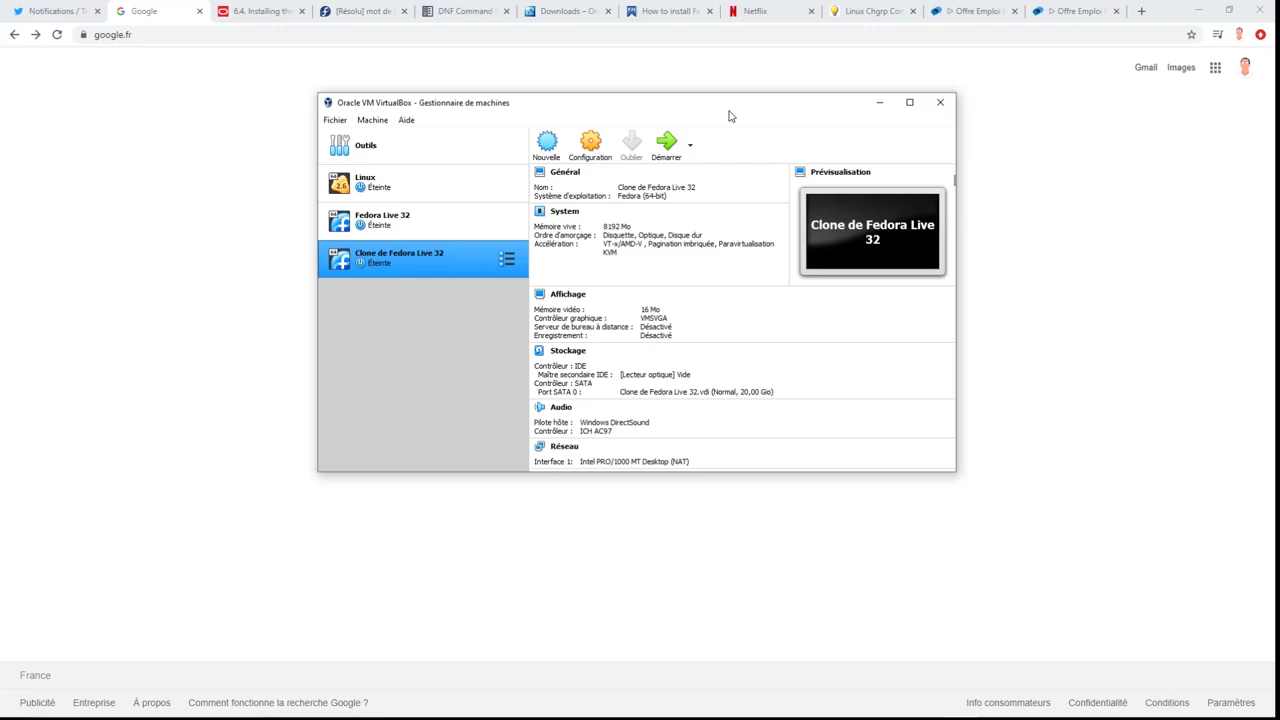 Notifications / T
Google
6.4. Installing the
[Résolu] mot de
DNF Command
Downloads – Ora
How to install Fe
Netflix
Linux Chgrp Com
▷ Offre Emploi
▷ Offre Emploi
google.fr
Gmail Images
Oracle VM VirtualBox - Gestionnaire de machines
Fichier Machine Aide
Outils
Nouvelle Configuration Oublier Démarrer
Linux
Éteinte
Fedora Live 32
Éteinte
Clone de Fedora Live 32
Éteinte
Général
Nom : Clone de Fedora Live 32
Système d'exploitation : Fedora (64-bit)
System
Mémoire vive : 8192 Mo
Ordre d'amorçage : Disquette, Optique, Disque dur
Accélération : VT-x/AMD-V , Pagination imbriquée, Paravirtualisation
KVM
Prévisualisation
Clone de Fedora Live
32
Affichage
Mémoire vidéo : 16 Mo
Contrôleur graphique : VMSVGA
Serveur de bureau à distance : Désactivé
Enregistrement : Désactivé
Stockage
Contrôleur : IDE
Maître secondaire IDE : [Lecteur optique] Vide
Contrôleur : SATA
Port SATA 0 : Clone de Fedora Live 32.vdi (Normal, 20,00 Gio)
Audio
Pilote hôte : Windows DirectSound
Contrôleur : ICH AC97
Réseau
Interface 1: Intel PRO/1000 MT Desktop (NAT)
France
Publicité Entreprise À propos Comment fonctionne la recherche Google ? Info consommateurs Confidentialité Conditions Paramètres